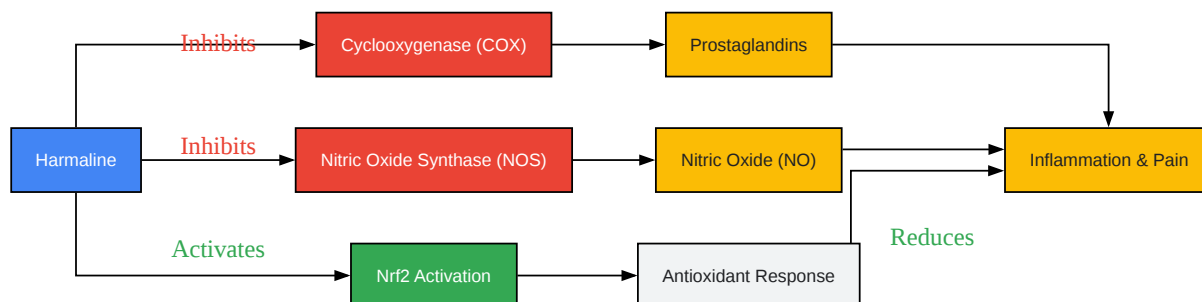 Inhibits
Cyclooxygenase (COX)
Prostaglandins
Harmaline
Inhibits
Nitric Oxide Synthase (NOS)
Nitric Oxide (NO)
Inflammation & Pain
Activates
Nrf2 Activation
Antioxidant Response
Reduces